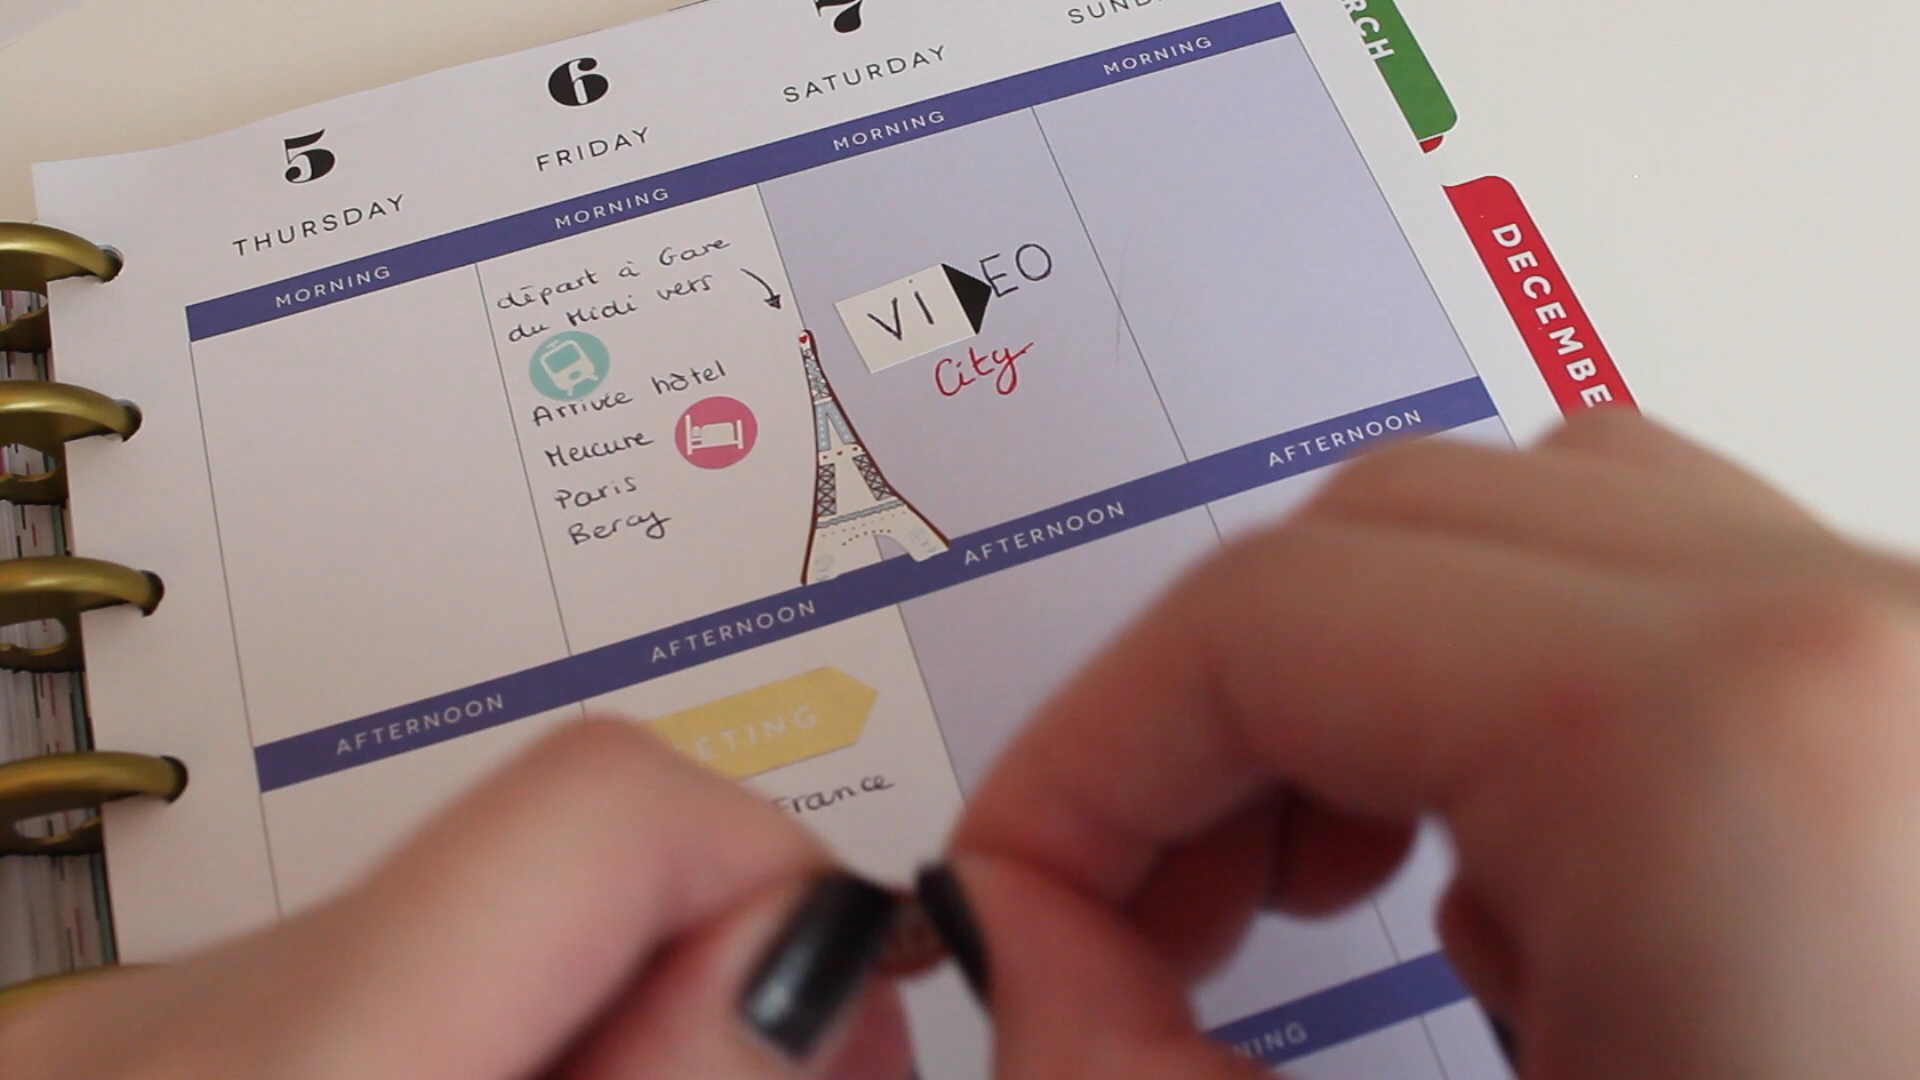 5
THURSDAY
6
FRIDAY
7
SATURDAY
MORNING
MORNING
MORNING
MORNING
départ à Gare
du Midi vers
Arrivée hôtel
Mercure
Paris
Bercy
VIDEO
City
AFTERNOON
AFTERNOON
AFTERNOON
AFTERNOON
France
DECEMBE